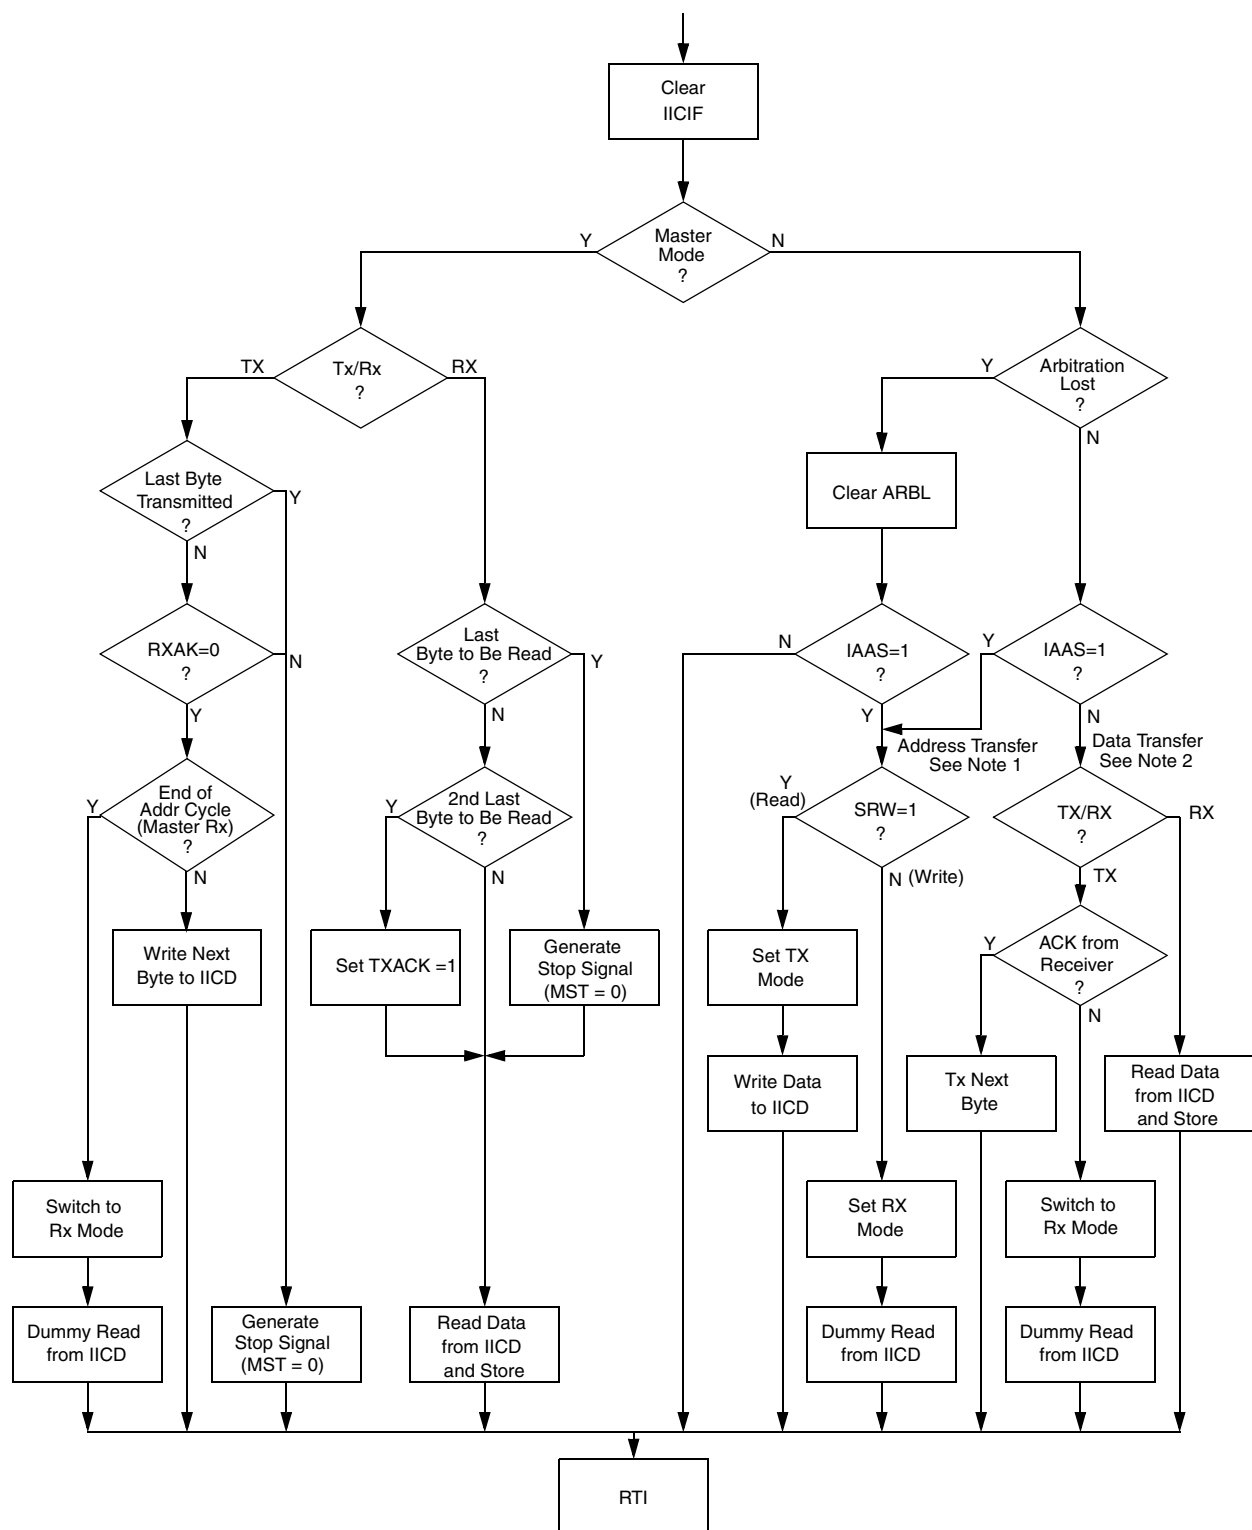 Clear
IICIF
Master
Mode
?
Y
N
Tx/Rx
?
TX
RX
Arbitration
Lost
?
Y
N
Last Byte
Transmitted
?
Y
N
Clear ARBL
RXAK=0
?
N
Y
Last
Byte to Be Read
?
Y
N
IAAS=1
?
N
Y
IAAS=1
?
Y
N
Address Transfer
See Note 1
Data Transfer
See Note 2
End of
Addr Cycle
(Master Rx)
?
Y
N
2nd Last
Byte to Be Read
?
Y
N
Y
(Read)
SRW=1
?
N (Write)
TX/RX
?
RX
TX
Write Next
Byte to IICD
Set TXACK =1
Generate
Stop Signal
(MST = 0)
Set TX
Mode
Y
ACK from
Receiver
?
N
Write Data
to IICD
Tx Next
Byte
Read Data
from IICD
and Store
Switch to
Rx Mode
Set RX
Mode
Switch to
Rx Mode
Dummy Read
from IICD
Generate
Stop Signal
(MST = 0)
Read Data
from IICD
and Store
Dummy Read
from IICD
Dummy Read
from IICD
RTI